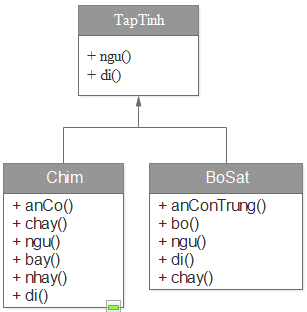 TapTinh
+ ngu()
+ di()
Chim
+ anCo()
+ chay()
+ ngu()
+ bay()
+ nhay()
+ di()
BoSat
+ anConTrung()
+ bo()
+ ngu()
+ di()
+ chay()